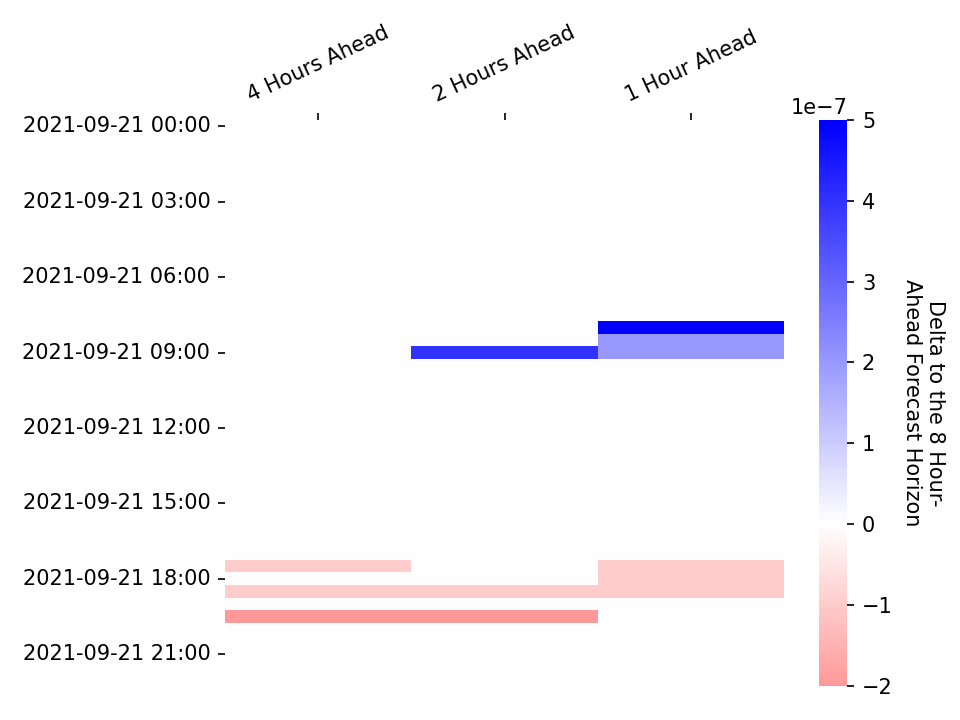 4 Hours Ahead
2 Hours Ahead
1 Hour Ahead
1e−7
2021-09-21 00:00
2021-09-21 03:00
2021-09-21 06:00
2021-09-21 09:00
2021-09-21 12:00
2021-09-21 15:00
2021-09-21 18:00
2021-09-21 21:00
5
4
3
2
1
0
−1
−2
Delta to the 8 Hour-
Ahead Forecast Horizon